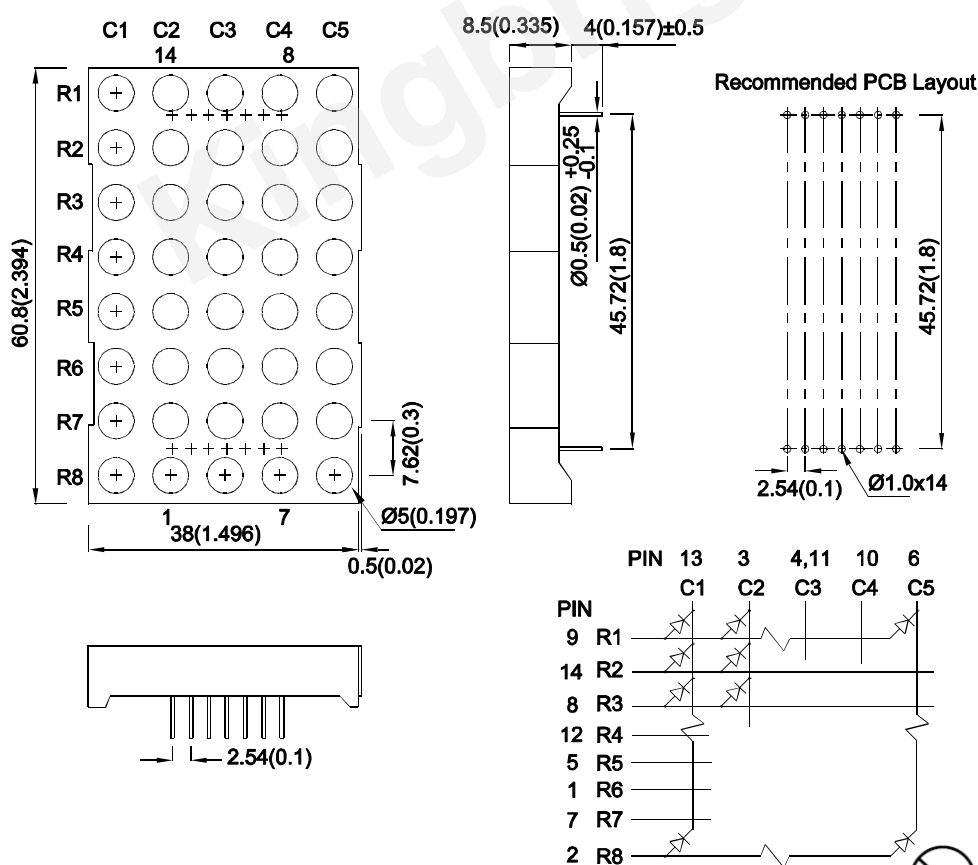 C1 C2 C3 C4 C5
14 8
R1
R2
R3
R4
R5
R6
R7
R8
60.8(2.394)
1 7
38(1.496)
0.5(0.02)
Ø5(0.197)
7.62(0.3)
8.5(0.335) 4(0.157)±0.5
Ø0.5(0.02) +0.25 -0.1
45.72(1.8)
Recommended PCB Layout
45.72(1.8)
2.54(0.1) Ø1.0x14
2.54(0.1)
PIN 13 3 4,11 10 6
C1 C2 C3 C4 C5
PIN
9 R1
14 R2
8 R3
12 R4
5 R5
1 R6
7 R7
2 R8